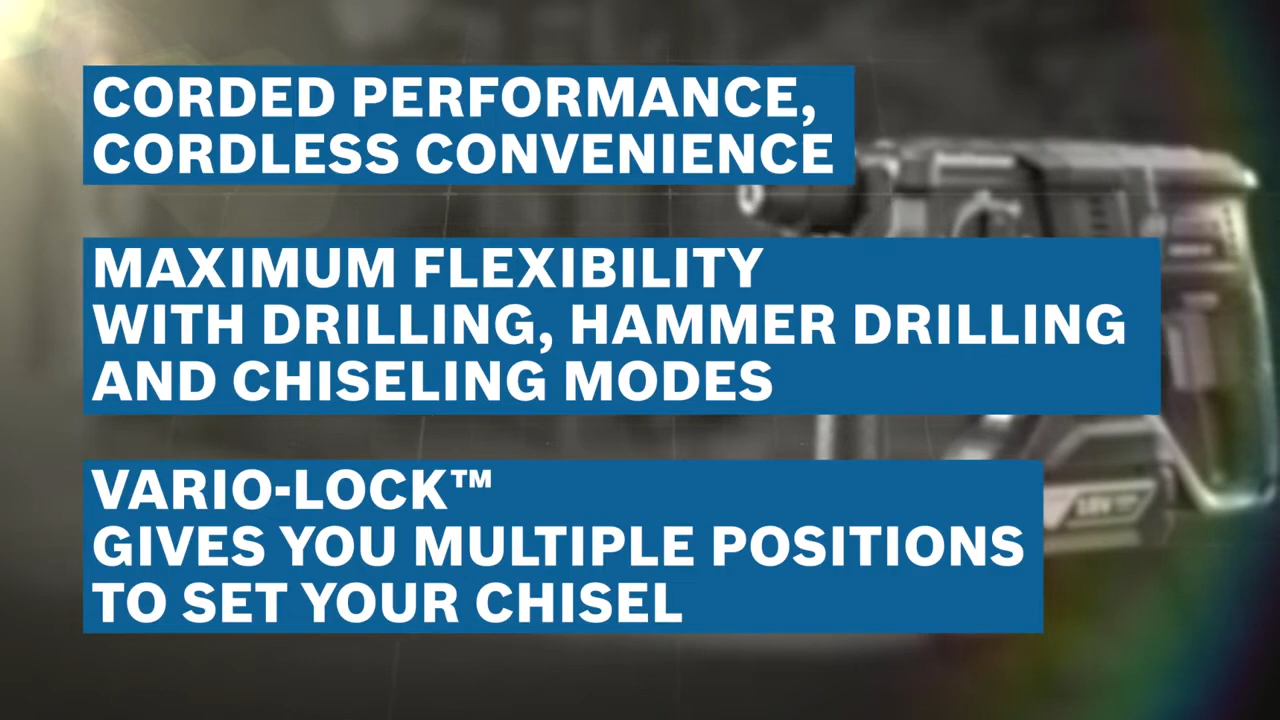 CORDED PERFORMANCE,
CORDLESS CONVENIENCE
MAXIMUM FLEXIBILITY
WITH DRILLING, HAMMER DRILLING
AND CHISELING MODES
VARIO-LOCK™
GIVES YOU MULTIPLE POSITIONS
TO SET YOUR CHISEL